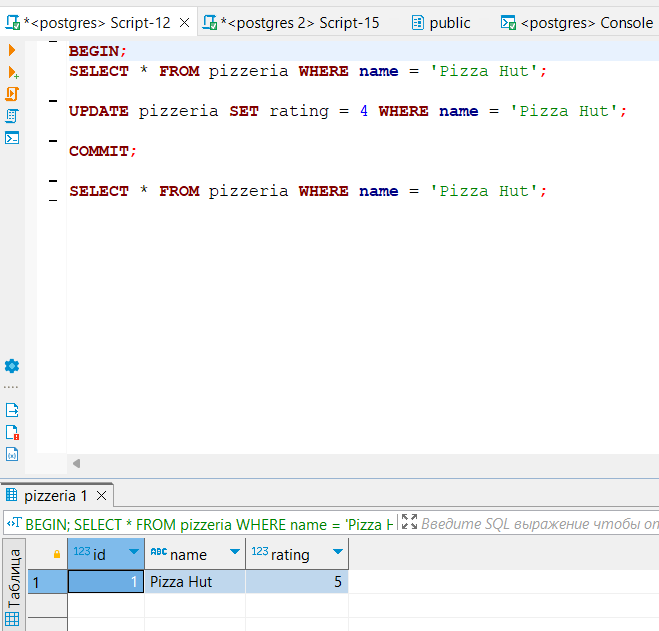 *<postgres> Script-12
*<postgres 2> Script-15
public
<postgres> Console
BEGIN;
SELECT * FROM pizzeria WHERE name = 'Pizza Hut';
UPDATE pizzeria SET rating = 4 WHERE name = 'Pizza Hut';
COMMIT;
SELECT * FROM pizzeria WHERE name = 'Pizza Hut';
pizzeria 1
BEGIN; SELECT * FROM pizzeria WHERE name = 'Pizza H
Введите SQL выражение чтобы от
Таблица
123 id
ABC name
123 rating
1
1
Pizza Hut
5